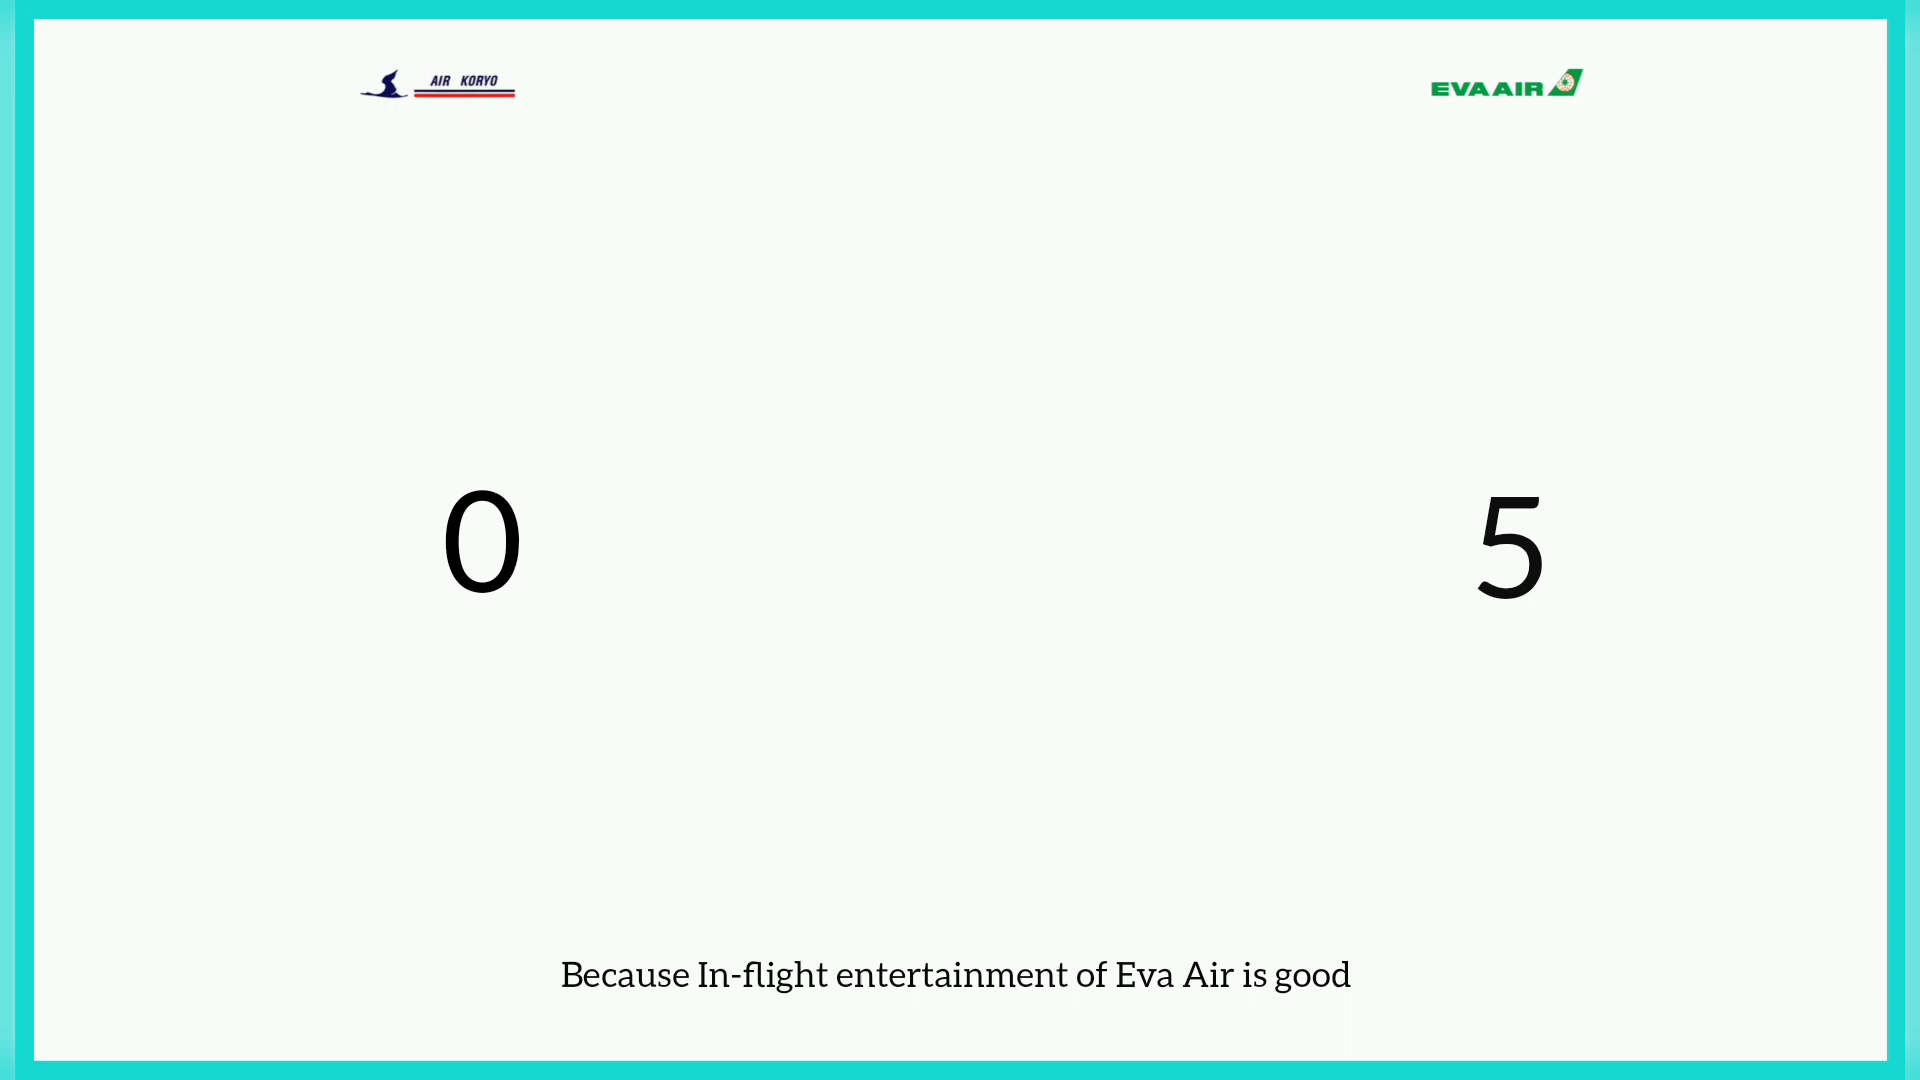 AIR KORYO
EVA AIR
0
5
Because In-flight entertainment of Eva Air is good